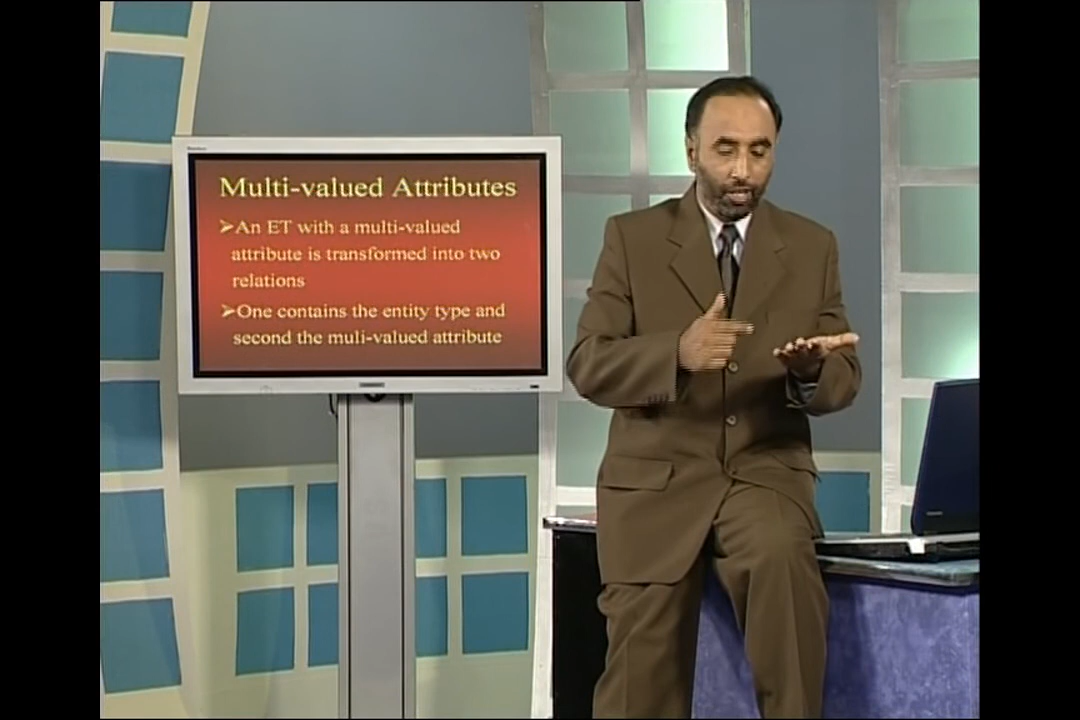 Multi-valued Attributes
➢An ET with a multi-valued
attribute is transformed into two
relations
➢One contains the entity type and
second the muli-valued attribute